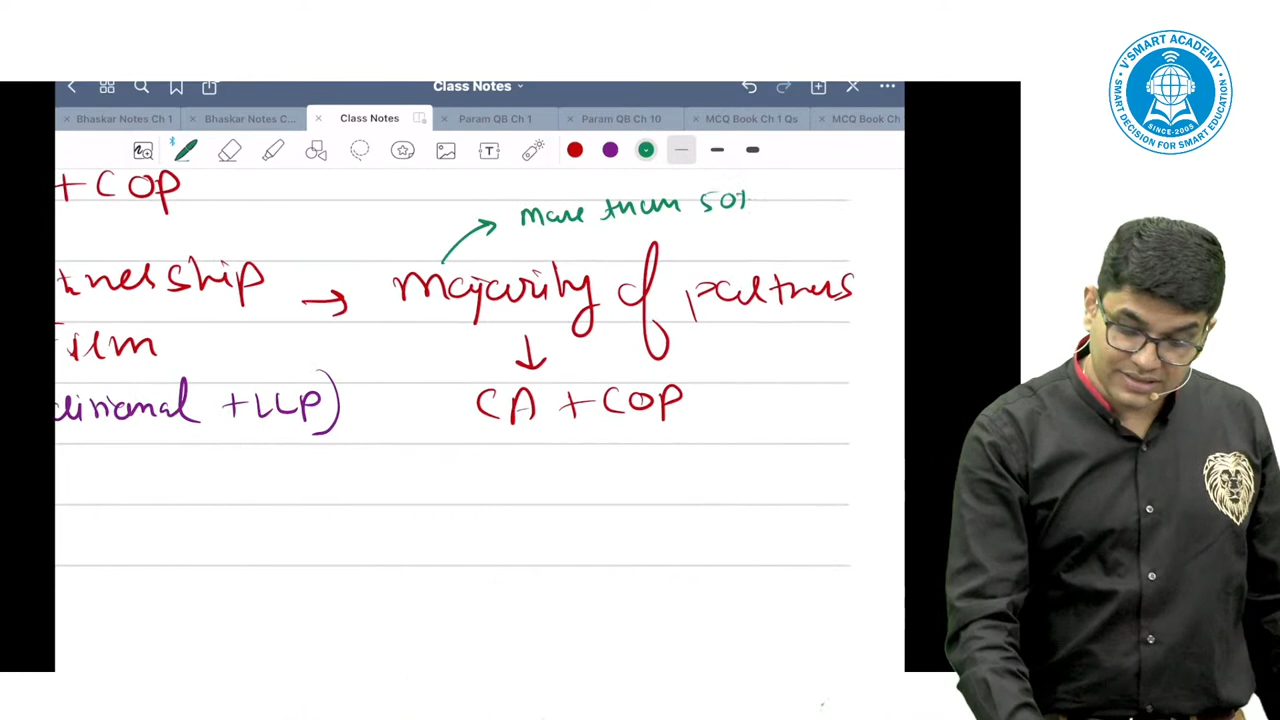 V'SMART ACADEMY
SMART DECISION FOR SMART EDUCATION
SINCE-2005
Class Notes
Bhaskar Notes Ch 1
Bhaskar Notes C...
Class Notes
Param QB Ch 1
Param QB Ch 10
MCQ Book Ch 1 Qs
MCQ Book Ch
+ COP
More than 50%
tnership → Majority of partners
Firm
ditional + LLP)
CA + COP